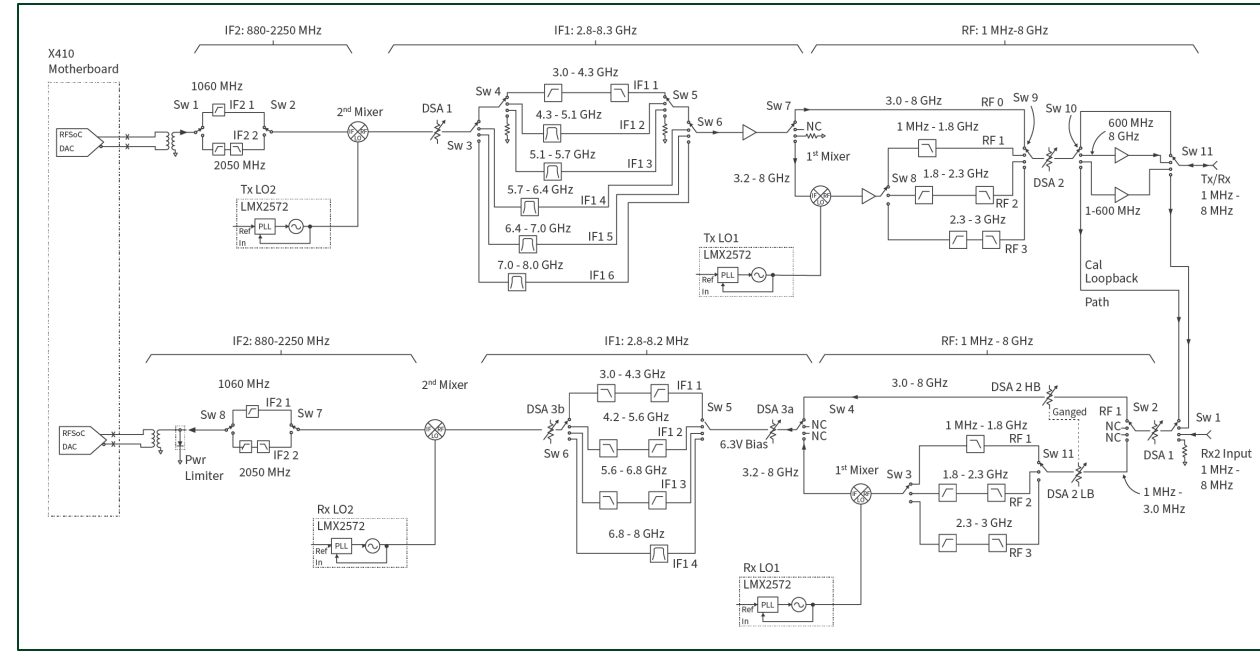 IF2: 880-2250 MHz
IF1: 2.8-8.3 GHz
RF: 1 MHz-8 GHz
X410
Motherboard
RFSoC
DAC
1060 MHz
Sw 1
IF2 1
Sw 2
IF2 2
2050 MHz
2nd Mixer
IF
RF
LO
Tx LO2
LMX2572
Ref
In
PLL
DSA 1
Sw 3
Sw 4
3.0 - 4.3 GHz
IF1 1
4.3 - 5.1 GHz
IF1 2
5.1 - 5.7 GHz
IF1 3
5.7 - 6.4 GHz
IF1 4
6.4 - 7.0 GHz
IF1 5
7.0 - 8.0 GHz
IF1 6
Sw 5
Sw 6
Sw 7
NC
1st Mixer
3.2 - 8 GHz
IF
RF
LO
Tx LO1
LMX2572
Ref
In
PLL
3.0 - 8 GHz
RF 0
1 MHz - 1.8 GHz
RF 1
Sw 8
1.8 - 2.3 GHz
RF 2
2.3 - 3 GHz
RF 3
Sw 9
DSA 2
Sw 10
600 MHz
8 GHz
1-600 MHz
Sw 11
Tx/Rx
1 MHz -
8 MHz
Cal
Loopback
Path
IF2: 880-2250 MHz
IF1: 2.8-8.2 MHz
RF: 1 MHz - 8 GHz
RFSoC
DAC
Pwr
Limiter
Sw 8
1060 MHz
IF2 1
Sw 7
IF2 2
2050 MHz
2nd Mixer
IF
RF
LO
Rx LO2
LMX2572
Ref
In
PLL
DSA 3b
Sw 6
3.0 - 4.3 GHz
IF1 1
4.2 - 5.6 GHz
IF1 2
5.6 - 6.8 GHz
IF1 3
6.8 - 8 GHz
IF1 4
Sw 5
DSA 3a
6.3V Bias
Sw 4
NC
NC
3.2 - 8 GHz
1st Mixer
IF
RF
LO
Rx LO1
LMX2572
Ref
In
PLL
3.0 - 8 GHz
DSA 2 HB
Ganged
Sw 3
1 MHz - 1.8 GHz
RF 1
1.8 - 2.3 GHz
RF 2
2.3 - 3 GHz
RF 3
Sw 11
DSA 2 LB
RF 1
NC
NC
Sw 2
DSA 1
1 MHz -
3.0 MHz
Sw 1
Rx2 Input
1 MHz -
8 MHz